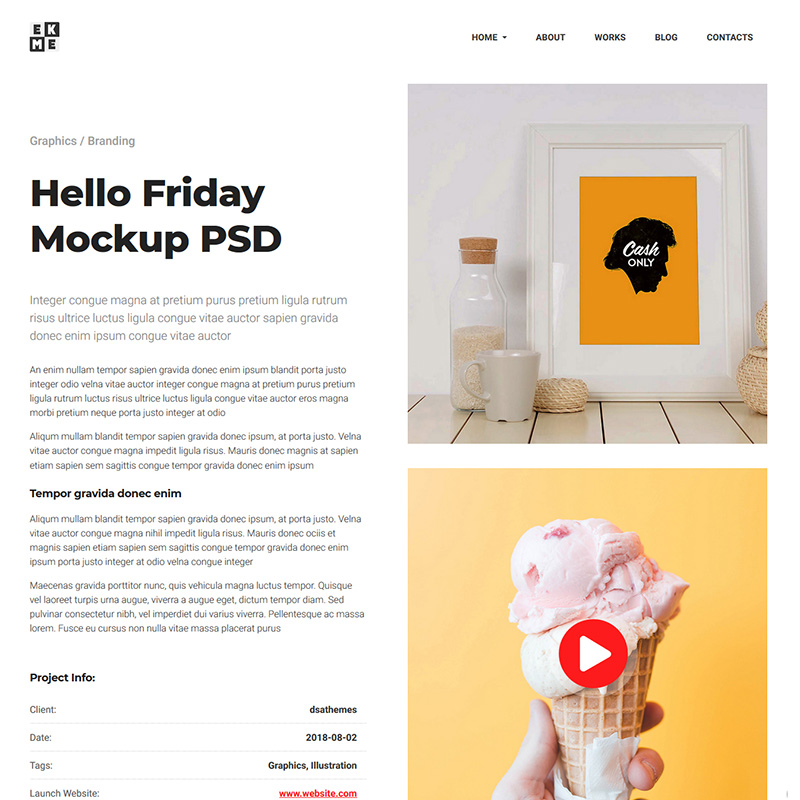 EK
ME
HOME
ABOUT
WORKS
BLOG
CONTACTS
Graphics / Branding
Hello Friday
Mockup PSD
Integer congue magna at pretium purus pretium ligula rutrum
risus ultrice luctus ligula congue vitae auctor sapien gravida
donec enim ipsum congue vitae auctor
An enim nullam tempor sapien gravida donec enim ipsum blandit porta justo
integer odio velna vitae auctor integer congue magna at pretium purus pretium
ligula rutrum luctus risus ultrice luctus ligula congue vitae auctor eros magna
morbi pretium neque porta justo integer at odio
Aliqum mullam blandit tempor sapien gravida donec ipsum, at porta justo. Velna
vitae auctor congue magna impedit ligula risus. Mauris donec magnis at sapien
etiam sapien sem sagittis congue tempor gravida donec enim ipsum
Tempor gravida donec enim
Aliqum mullam blandit tempor sapien gravida donec ipsum, at porta justo. Velna
vitae auctor congue magna nihil impedit ligula risus. Mauris donec ociis et
magnis sapien etiam sapien sem sagittis congue tempor gravida donec enim
ipsum porta justo integer at odio velna congue integer
Maecenas gravida porttitor nunc, quis vehicula magna luctus tempor. Quisque
vel laoreet turpis urna augue, viverra a augue eget, dictum tempor diam. Sed
pulvinar consectetur nibh, vel imperdiet dui varius viverra. Pellentesque ac massa
lorem. Fusce eu cursus non nulla vitae massa placerat purus
Project Info:
Client: dsathemes
Date: 2018-08-02
Tags: Graphics, Illustration
Launch Website: www.website.com
Cash
ONLY